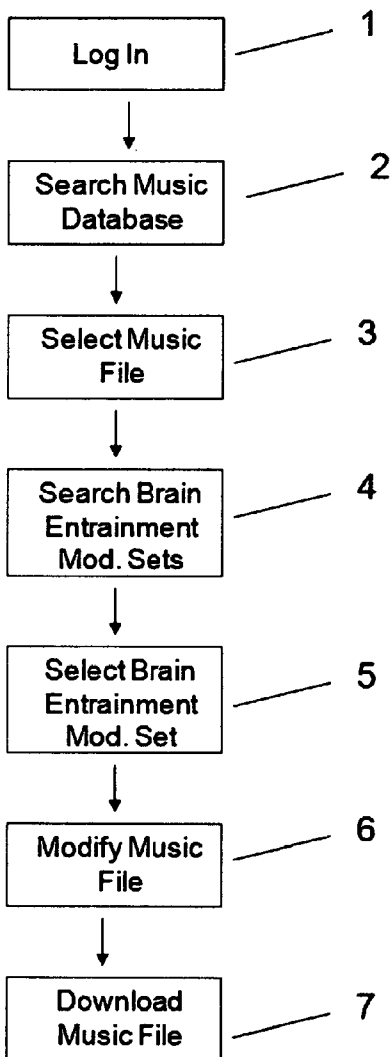 Log In
1
Search Music
Database
2
Select Music
File
3
Search Brain
Entrainment
Mod. Sets
4
Select Brain
Entrainment
Mod. Set
5
Modify Music
File
6
Download
Music File
7